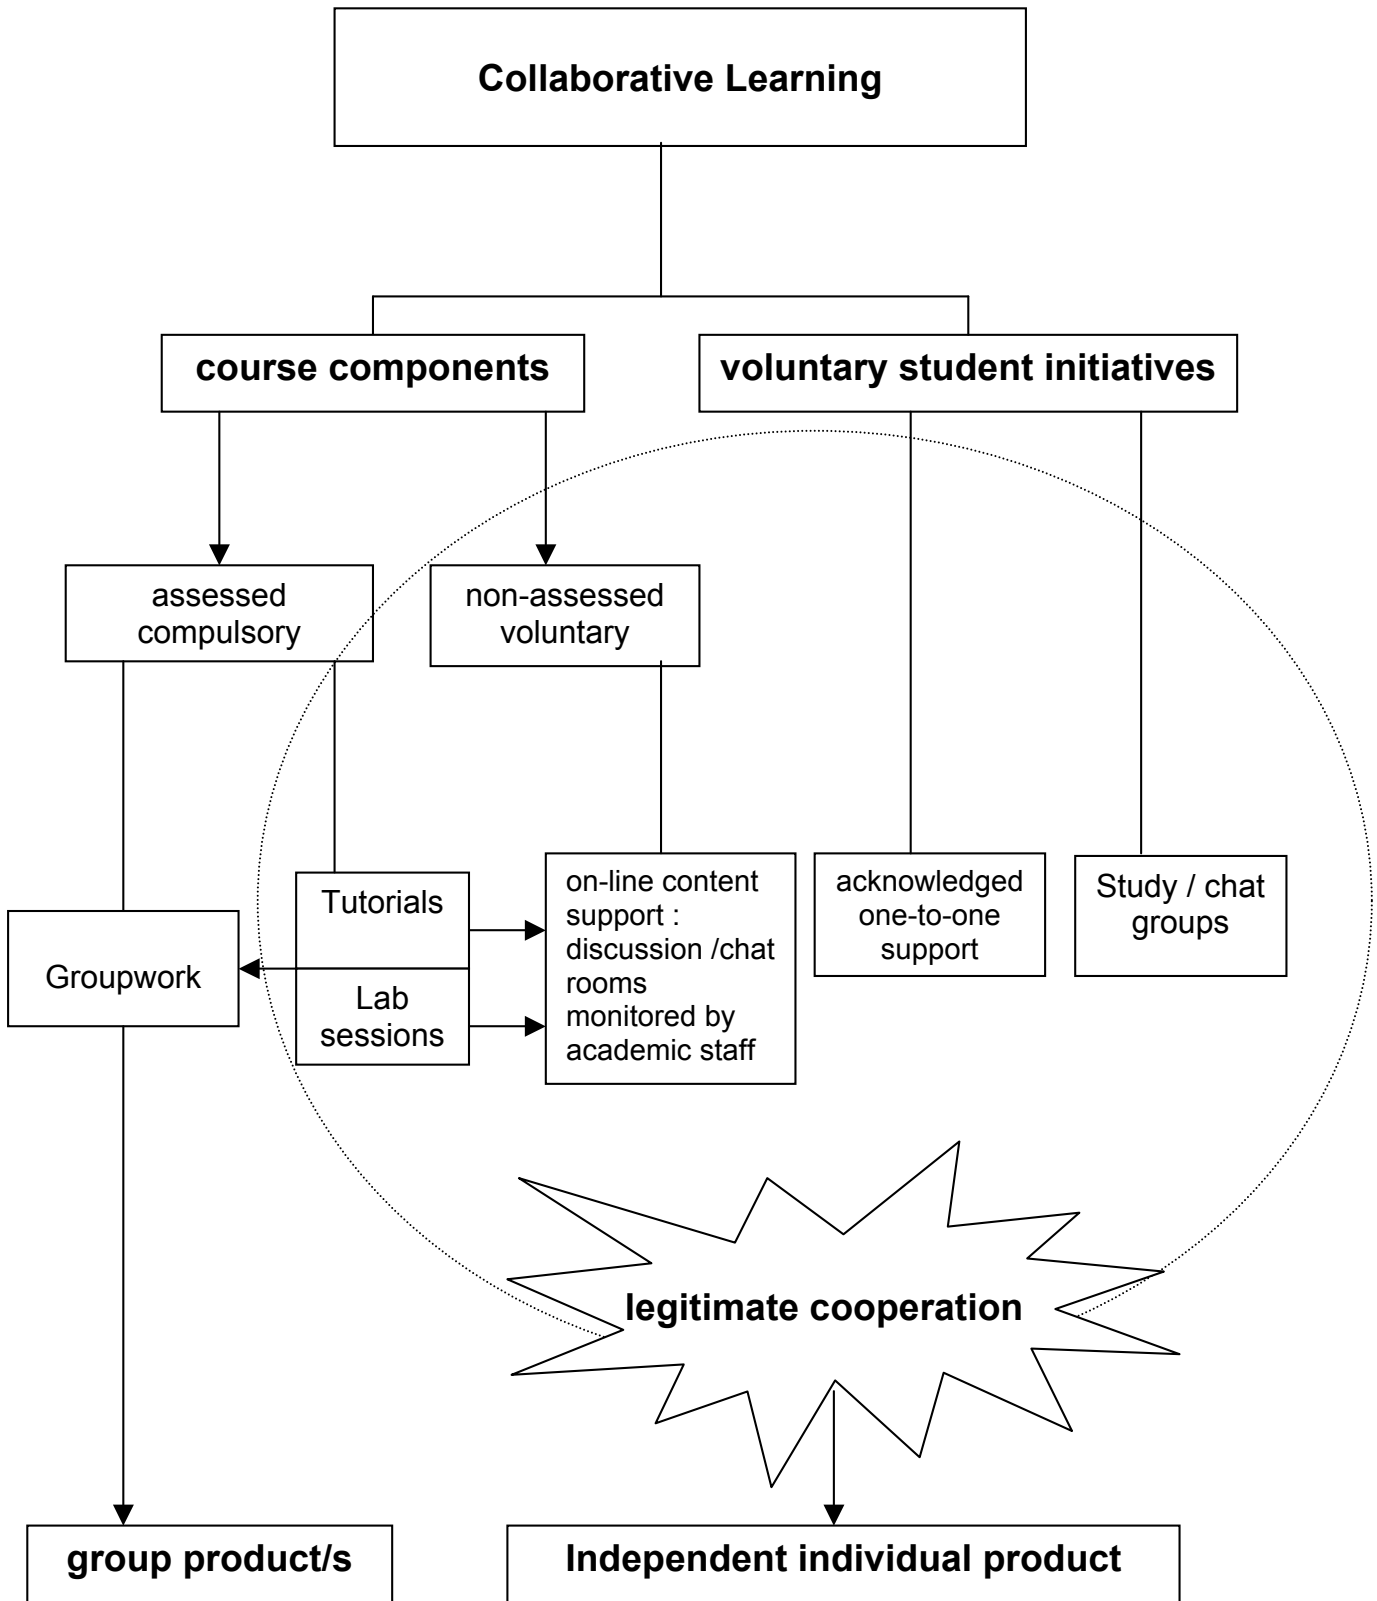 Collaborative Learning
course components
voluntary student initiatives
assessed
compulsory
non-assessed
voluntary
Groupwork
Tutorials
Lab
sessions
on-line content
support :
discussion /chat
rooms
monitored by
academic staff
acknowledged
one-to-one
support
Study / chat
groups
legitimate cooperation
group product/s
Independent individual product